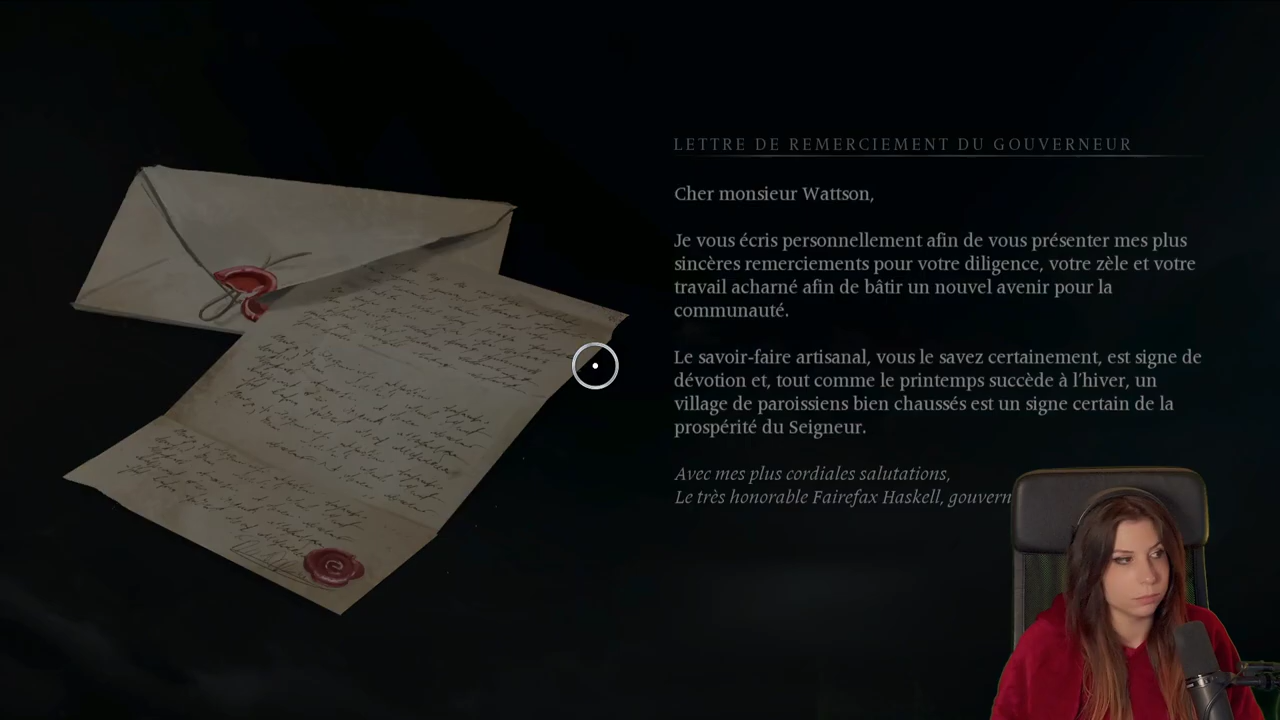 LETTRE DE REMERCIEMENT DU GOUVERNEUR
Cher monsieur Wattson,
Je vous écris personnellement afin de vous présenter mes plus
sincères remerciements pour votre diligence, votre zèle et votre
travail acharné afin de bâtir un nouvel avenir pour la
communauté.
Le savoir-faire artisanal, vous le savez certainement, est signe de
dévotion et, tout comme le printemps succède à l'hiver, un
village de paroissiens bien chaussés est un signe certain de la
prospérité du Seigneur.
Avec mes plus cordiales salutations,
Le très honorable Fairefax Haskell, gouvern